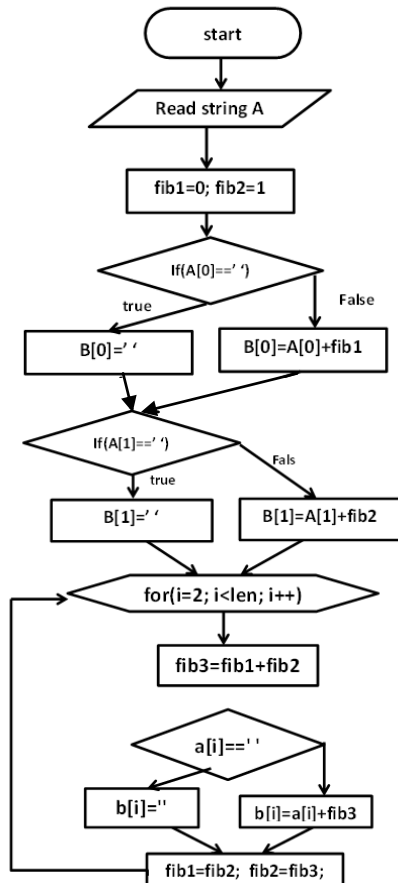 start
Read string A
fib1=0; fib2=1
If(A[0]==’ ‘)
true
False
B[0]=’ ‘
B[0]=A[0]+fib1
If(A[1]==’ ‘)
Fals
true
B[1]=’ ‘
B[1]=A[1]+fib2
for(i=2; i<len; i++)
fib3=fib1+fib2
a[i]==' '
b[i]=''
b[i]=a[i]+fib3
fib1=fib2; fib2=fib3;